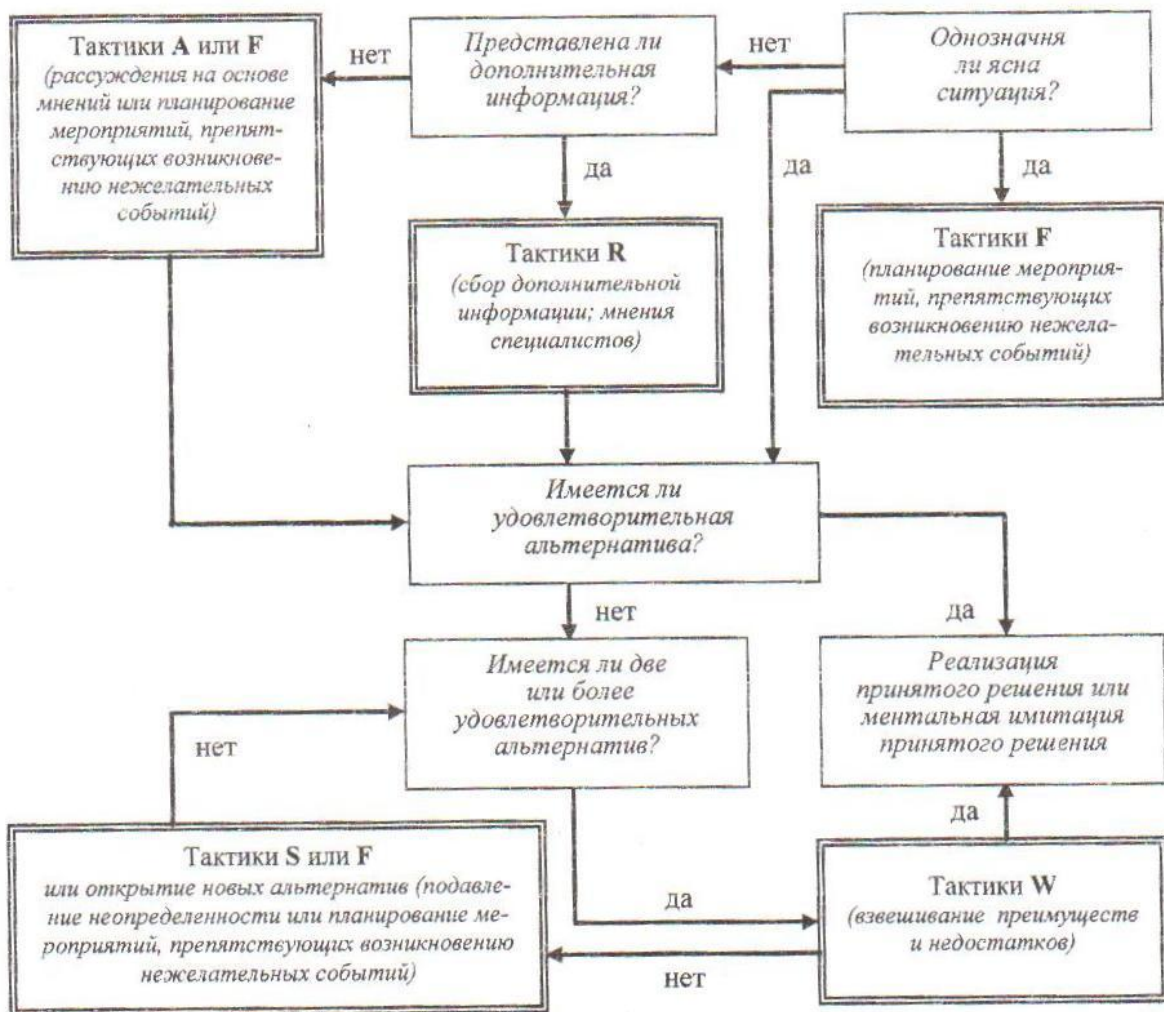 Тактики A или F
(рассуждения на основе
мнений или планирование
мероприятий, препят-
ствующих возникнове-
нию нежелательных
событий)
нет
Представлена ли
дополнительная
информация?
нет
Однозначня
ли ясна
ситуация?
да
да
да
Тактики R
(сбор дополнительной
информации; мнения
специалистов)
Тактики F
(планирование мероприя-
тий, препятствующих
возникновению нежела-
тельных событий)
Имеется ли
удовлетворительная
альтернатива?
нет
да
Имеется ли две
или более
удовлетворительных
альтернатив?
Реализация
принятого решения или
ментальная имитация
принятого решения
нет
да
Тактики S или F
или открытие новых альтернатив (подавле-
ние неопределенности или планирование ме-
роприятий, препятствующих возникновению
нежелательных событий)
да
нет
Тактики W
(взвешивание преимуществ
и недостатков)